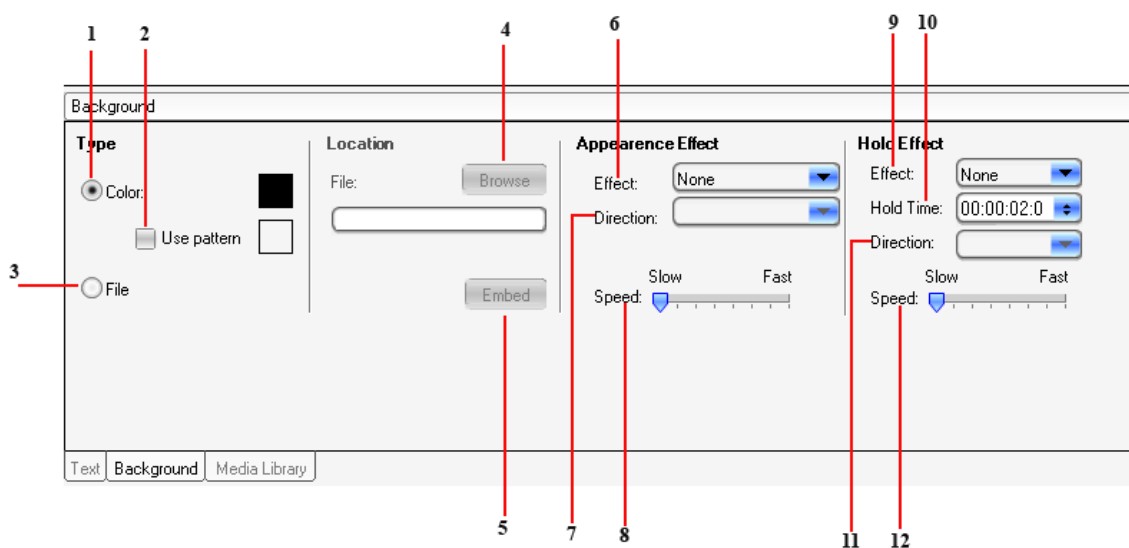 1 2 4 6 9 10
Background
Type
Color:
Use pattern
3
File
Location
File: Browse
Embed
Appearence Effect
Effect: None
Direction:
Slow Fast
Speed:
Hold Effect
Effect: None
Hold Time: 00:00:02:0
Direction:
Slow Fast
Speed:
Text Background Media Library
5 7 8 11 12